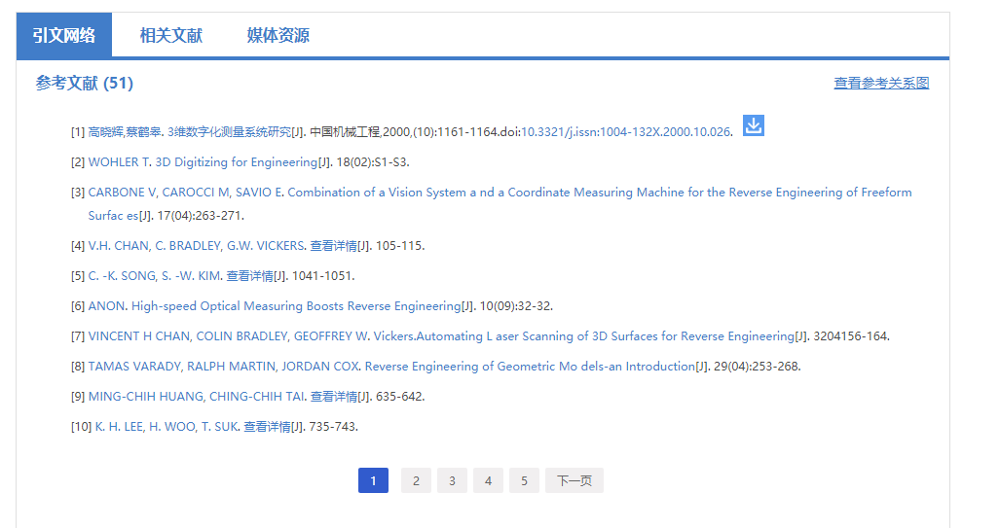 引文网络 相关文献 媒体资源
参考文献 (51) 查看参考关系图
[1] 高晓辉,蔡鹤皋. 3维数字化测量系统研究[J]. 中国机械工程,2000,(10):1161-1164.doi:10.3321/j.issn:1004-132X.2000.10.026.
[2] WOHLER T. 3D Digitizing for Engineering[J]. 18(02):S1-S3.
[3] CARBONE V, CAROCCI M, SAVIO E. Combination of a Vision System a nd a Coordinate Measuring Machine for the Reverse Engineering of Freeform
Surfac es[J]. 17(04):263-271.
[4] V.H. CHAN, C. BRADLEY, G.W. VICKERS. 查看详情[J]. 105-115.
[5] C. -K. SONG, S. -W. KIM. 查看详情[J]. 1041-1051.
[6] ANON. High-speed Optical Measuring Boosts Reverse Engineering[J]. 10(09):32-32.
[7] VINCENT H CHAN, COLIN BRADLEY, GEOFFREY W. Vickers.Automating L aser Scanning of 3D Surfaces for Reverse Engineering[J]. 3204156-164.
[8] TAMAS VARADY, RALPH MARTIN, JORDAN COX. Reverse Engineering of Geometric Mo dels-an Introduction[J]. 29(04):253-268.
[9] MING-CHIH HUANG, CHING-CHIH TAI. 查看详情[J]. 635-642.
[10] K. H. LEE, H. WOO, T. SUK. 查看详情[J]. 735-743.
1 2 3 4 5 下一页